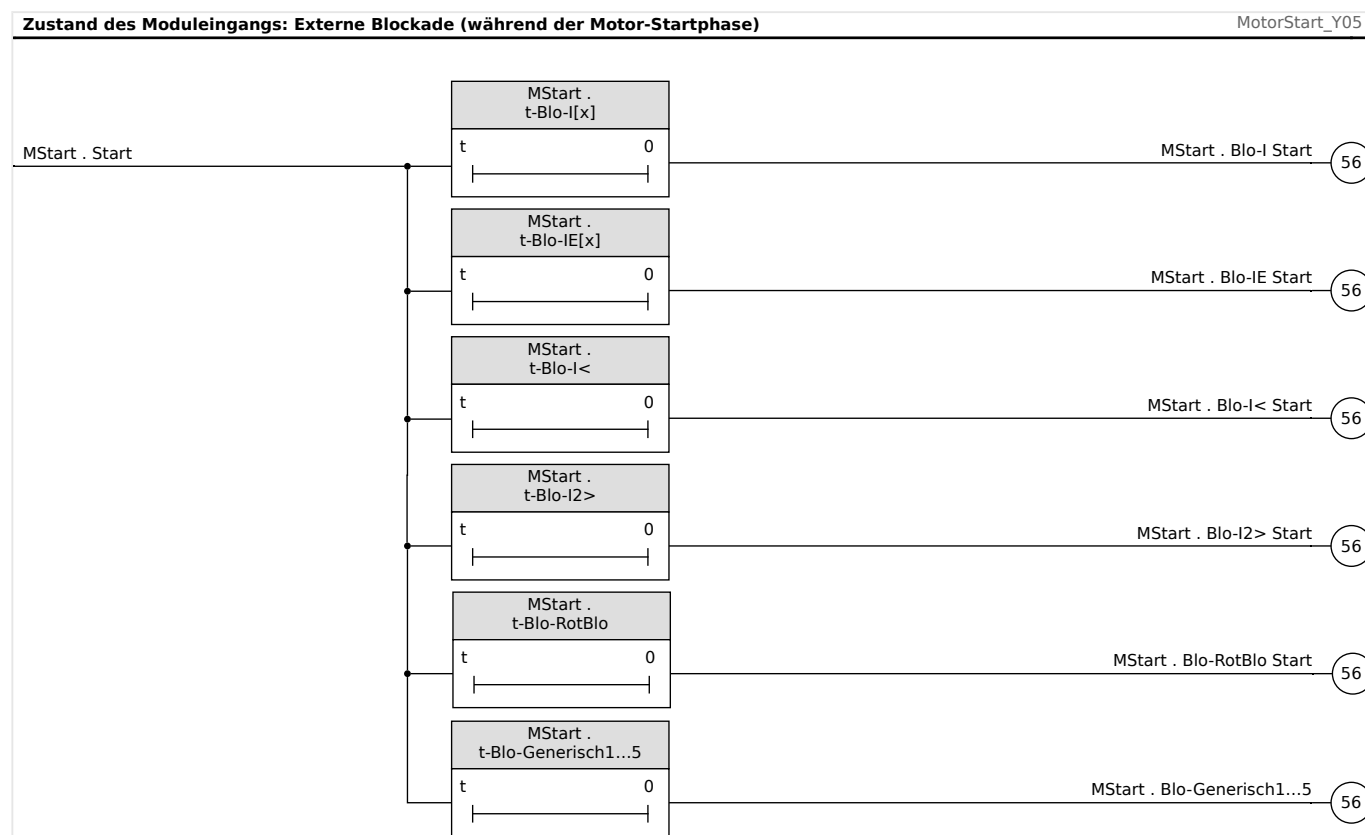 Zustand des Moduleingangs: Externe Blockade (während der Motor-Startphase)
MotorStart_Y05
MStart . Start
MStart .
t-Blo-I[x]
t 0
MStart . Blo-I Start
56
MStart .
t-Blo-IE[x]
t 0
MStart . Blo-IE Start
56
MStart .
t-Blo-I<
t 0
MStart . Blo-I< Start
56
MStart .
t-Blo-I2>
t 0
MStart . Blo-I2> Start
56
MStart .
t-Blo-RotBlo
t 0
MStart . Blo-RotBlo Start
56
MStart .
t-Blo-Generisch1...5
t 0
MStart . Blo-Generisch1...5
56